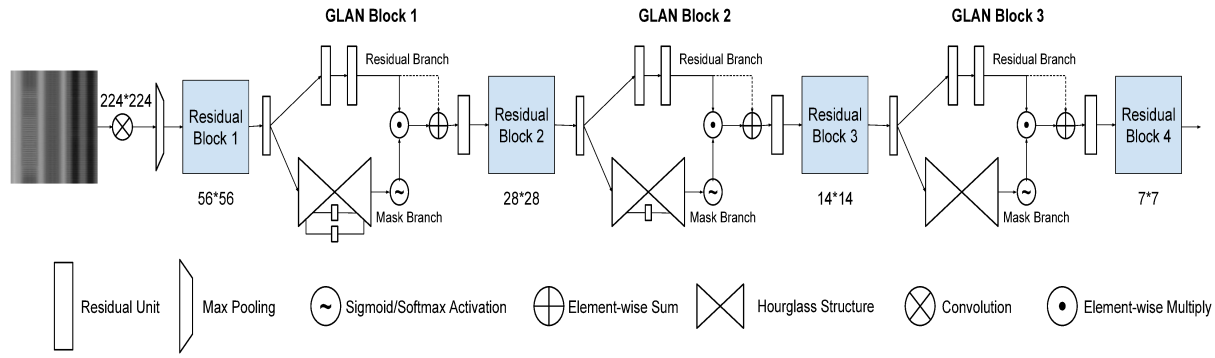 GLAN Block 1
GLAN Block 2
GLAN Block 3
Residual Branch
Residual Branch
Residual Branch
224*224
Residual
Block 1
Residual
Block 2
Residual
Block 3
Residual
Block 4
56*56
28*28
14*14
7*7
Mask Branch
Mask Branch
Mask Branch
Residual Unit
Max Pooling
Sigmoid/Softmax Activation
Element-wise Sum
Hourglass Structure
Convolution
Element-wise Multiply